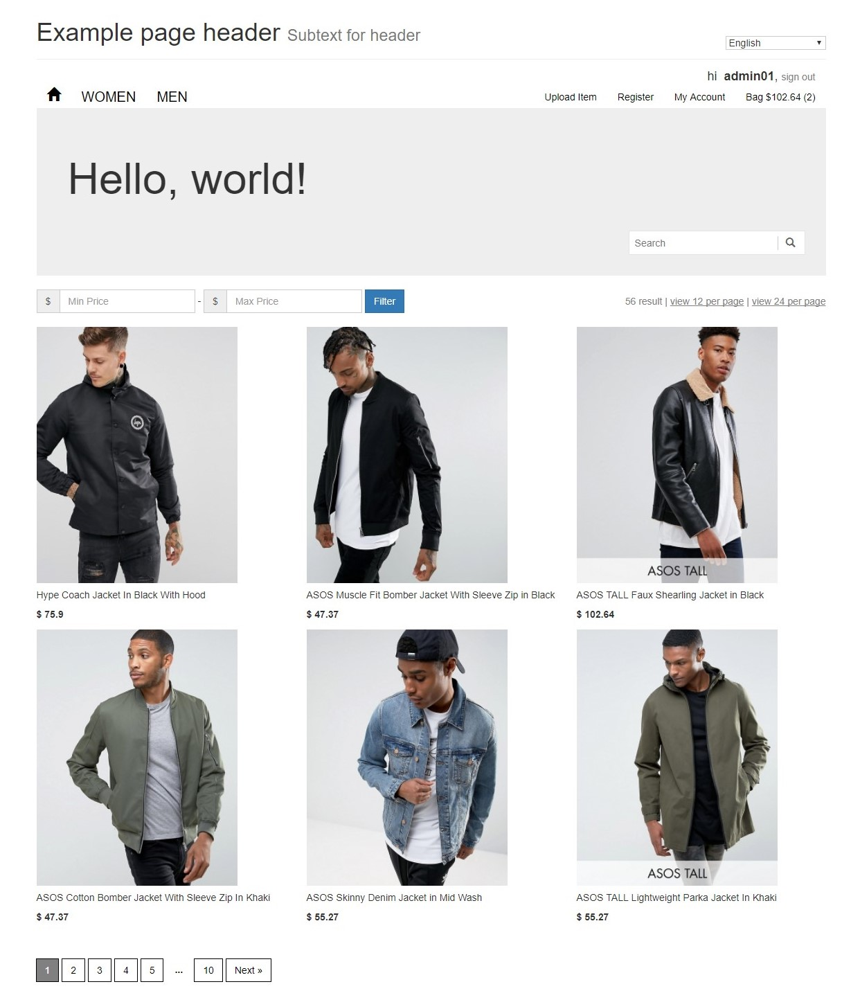 Example page header Subtext for header
English
hi admin01, sign out
WOMEN MEN Upload Item Register My Account Bag $102.64 (2)
Hello, world!
Search
$ Min Price - $ Max Price Filter 56 result | view 12 per page | view 24 per page
ASOS TALL
Hype Coach Jacket In Black With Hood ASOS Muscle Fit Bomber Jacket With Sleeve Zip in Black ASOS TALL Faux Shearling Jacket in Black
$ 75.9 $ 47.37 $ 102.64
ASOS TALL
ASOS Cotton Bomber Jacket With Sleeve Zip In Khaki ASOS Skinny Denim Jacket in Mid Wash ASOS TALL Lightweight Parka Jacket In Khaki
$ 47.37 $ 55.27 $ 55.27
1 2 3 4 5 ... 10 Next »